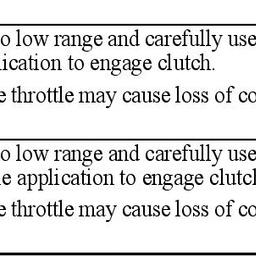 o low range and carefully use
ication to engage clutch.
e throttle may cause loss of co
o low range and carefully use
e application to engage clutch
e throttle may cause loss of co